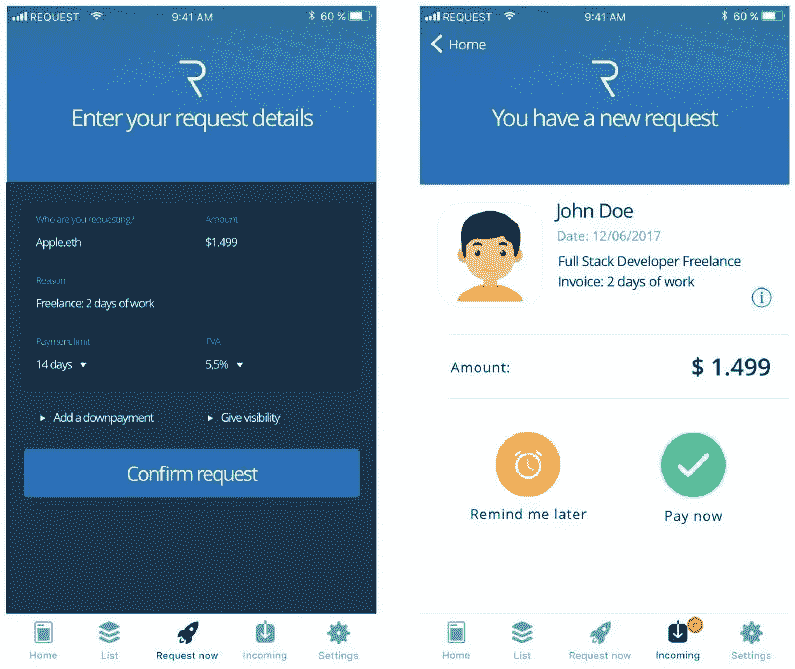 REQUEST 9:41 AM 60 %
Enter your request details
Who are you requesting? Amount
Apple.eth $1.499
Reason
Freelance: 2 days of work
Payment limit TVA
14 days 5,5%
Add a downpayment Give visibility
Confirm request
Home List Request now Incoming Settings
REQUEST 9:41 AM 60 %
Home
You have a new request
John Doe
Date: 12/06/2017
Full Stack Developer Freelance
Invoice: 2 days of work
Amount: $ 1.499
Remind me later Pay now
Home List Request now Incoming Settings